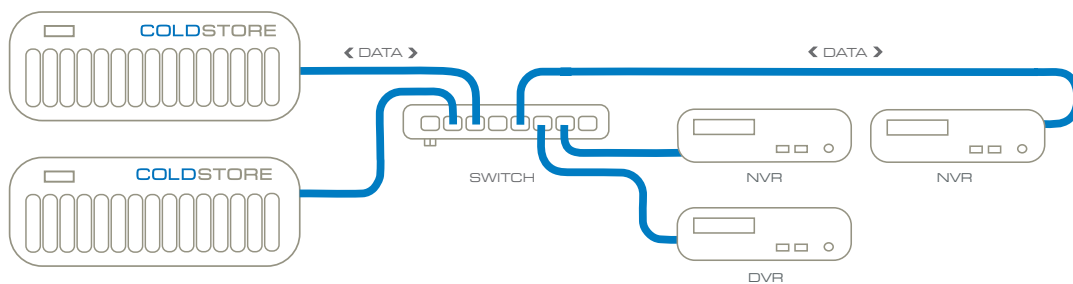 COLDSTORE
‹ DATA ›
‹ DATA ›
COLDSTORE
SWITCH
NVR
NVR
DVR